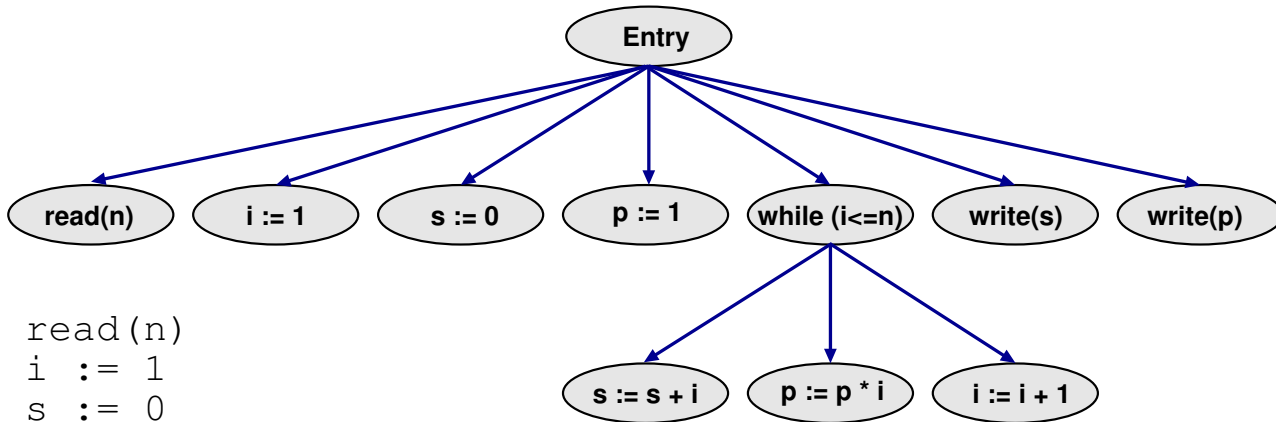 Entry
read(n) i := 1 s := 0 p := 1 while (i<=n) write(s) write(p)
s := s + i p := p * i i := i + 1
read(n)
i := 1
s := 0